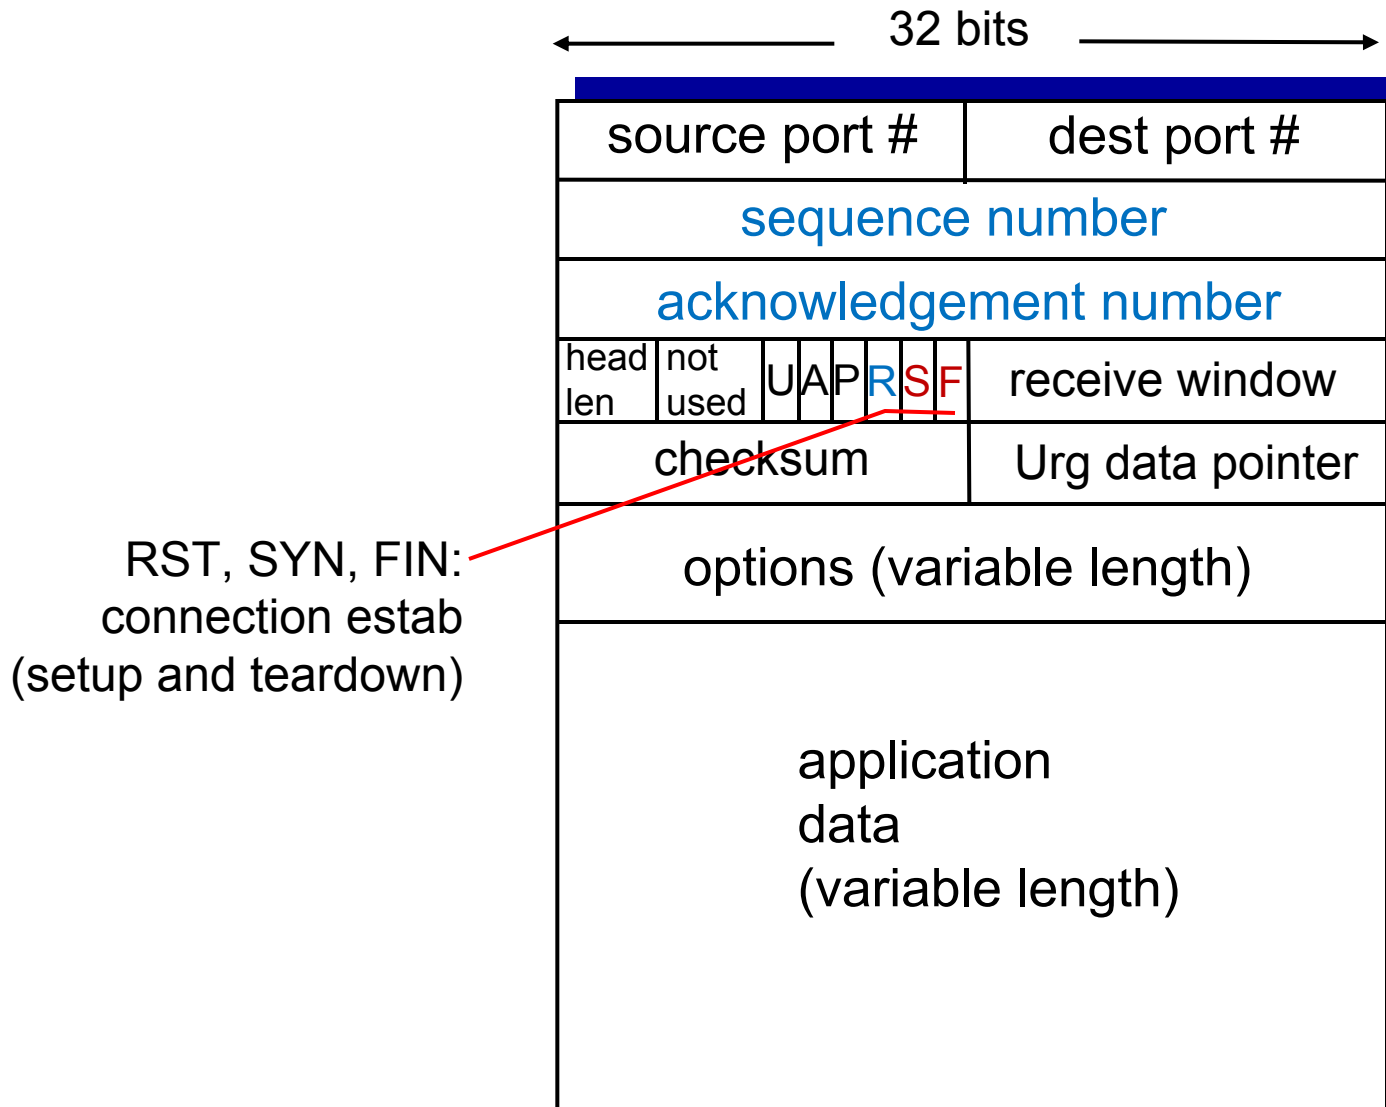 32 bits
source port # dest port #
sequence number
acknowledgement number
head not U A P R S F receive window
len used
checksum Urg data pointer
RST, SYN, FIN: options (variable length)
connection estab
(setup and teardown)
application
data
(variable length)